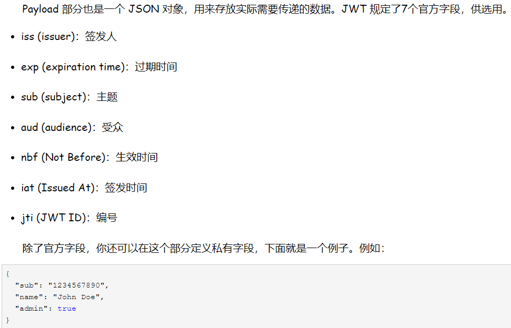 Payload 部分也是一个 JSON 对象，用来存放实际需要传递的数据。JWT 规定了7个官方字段，供选用。
• iss (issuer)：签发人
• exp (expiration time)：过期时间
• sub (subject)：主题
• aud (audience)：受众
• nbf (Not Before)：生效时间
• iat (Issued At)：签发时间
• jti (JWT ID)：编号
除了官方字段，你还可以在这个部分定义私有字段，下面就是一个例子。例如：
{
"sub": "1234567890",
"name": "John Doe",
"admin": true
}